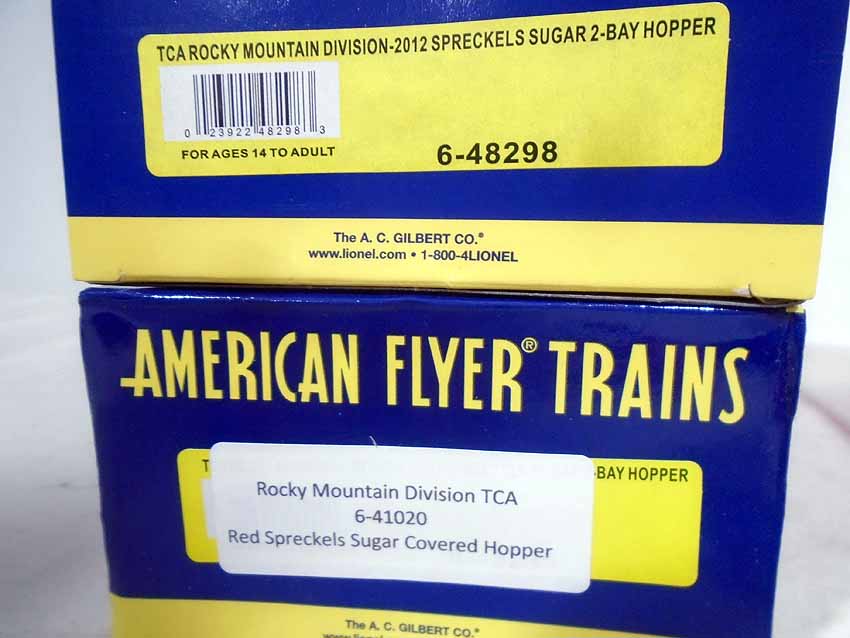 TCA ROCKY MOUNTAIN DIVISION-2012 SPRECKELS SUGAR 2-BAY HOPPER
0 23922 48298 3
FOR AGES 14 TO ADULT
6-48298
The A. C. GILBERT CO.®
www.lionel.com • 1-800-4LIONEL
AMERICAN FLYER® TRAINS
T
-BAY HOPPER
Rocky Mountain Division TCA
6-41020
Red Spreckels Sugar Covered Hopper
The A. C. GILBERT CO.®